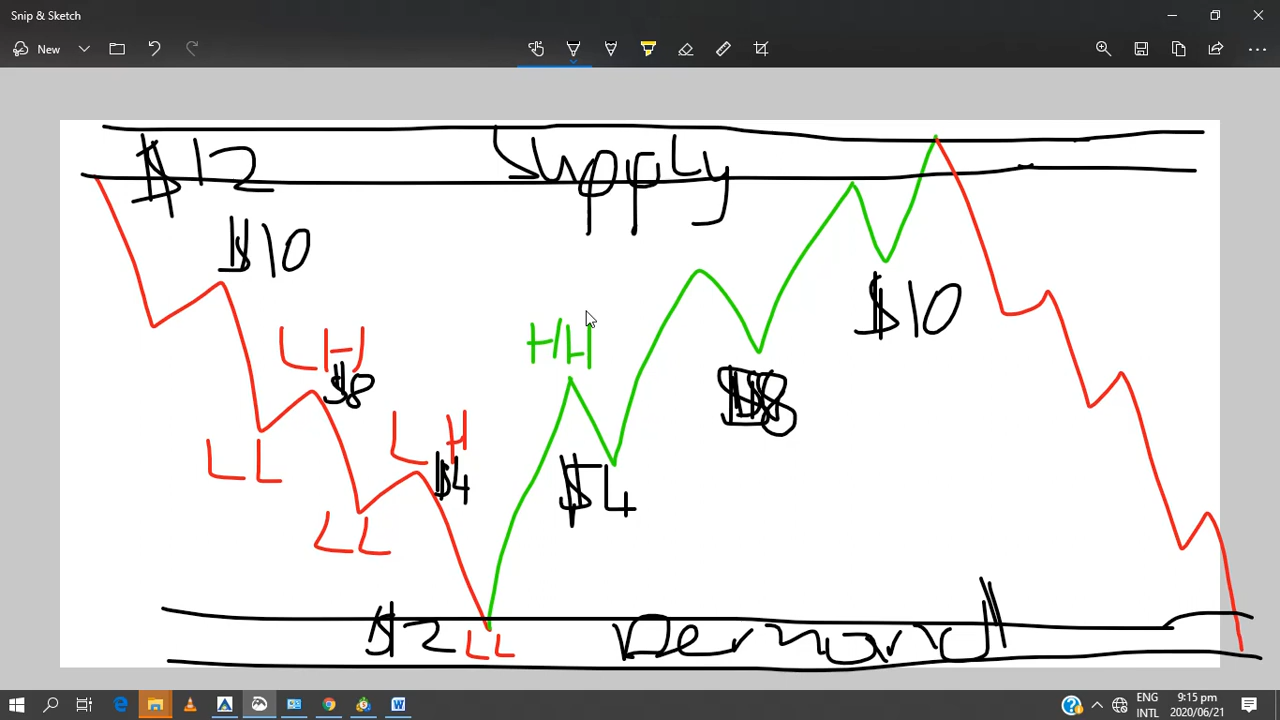 Snip & Sketch
New
$12
Supply
$10
LH
$8
LL
LH
$4
LL
HH
$4
$8
$10
$2 LL
Demand
ENG
INTL
9:15 pm
2020/06/21